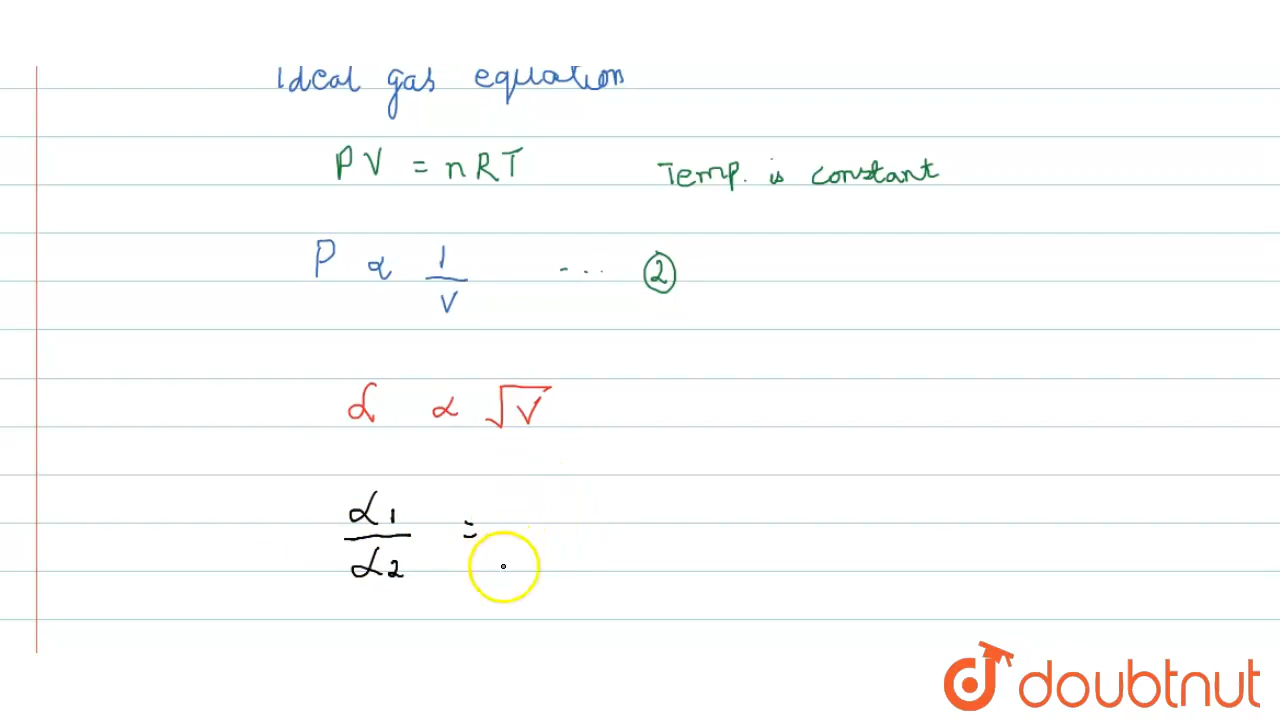 Ideal gas equation
PV = nRT Temp. is constant
P ∝ 1/V ... ②
α ∝ √V
α1/α2 =
doubtnut